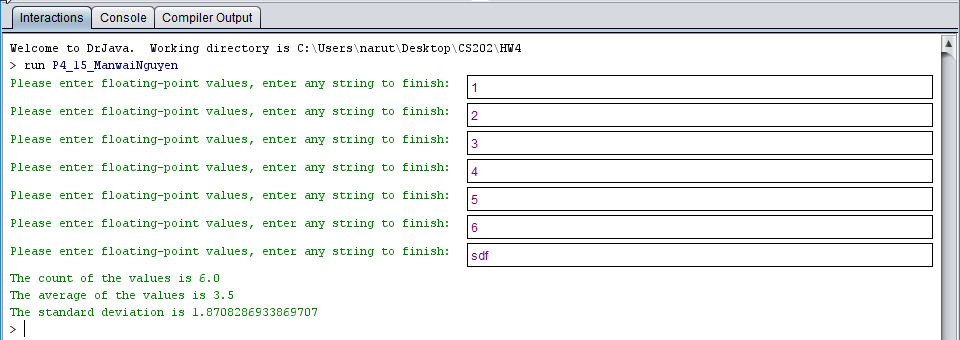 Interactions Console Compiler Output
Welcome to DrJava.  Working directory is C:\Users\narut\Desktop\CS202\HW4
> run P4_15_ManwaiNguyen
Please enter floating-point values, enter any string to finish: 1
Please enter floating-point values, enter any string to finish: 2
Please enter floating-point values, enter any string to finish: 3
Please enter floating-point values, enter any string to finish: 4
Please enter floating-point values, enter any string to finish: 5
Please enter floating-point values, enter any string to finish: 6
Please enter floating-point values, enter any string to finish: sdf
The count of the values is 6.0
The average of the values is 3.5
The standard deviation is 1.8708286933869707
>